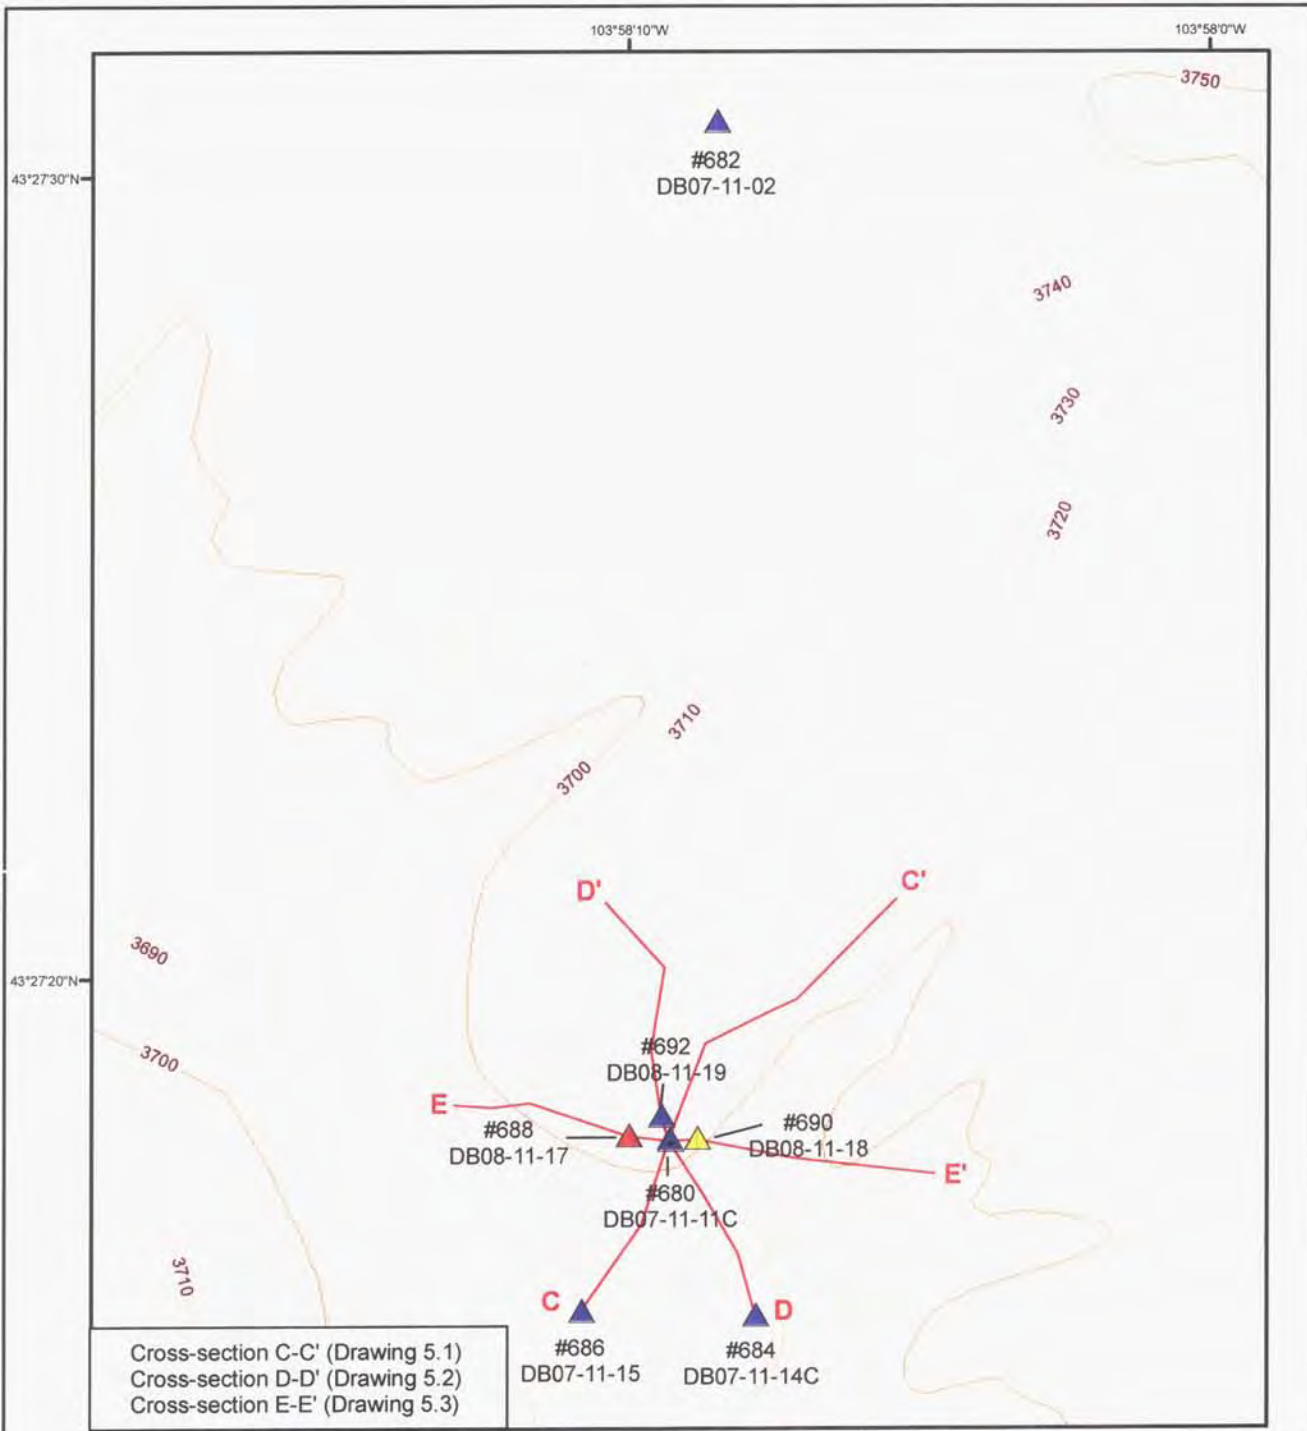 103°58'10"W
103°58'0"W
3750
#682
DB07-11-02
43°27'30"N
3740
3730
3720
3710
3700
D'
C'
3690
43°27'20"N
3700
#692
DB08-11-19
E
#688
DB08-11-17
#690
DB08-11-18
E'
#680
DB07-11-11C
3710
C
D
#686
DB07-11-15
#684
DB07-11-14C
Cross-section C-C' (Drawing 5.1)
Cross-section D-D' (Drawing 5.2)
Cross-section E-E' (Drawing 5.3)